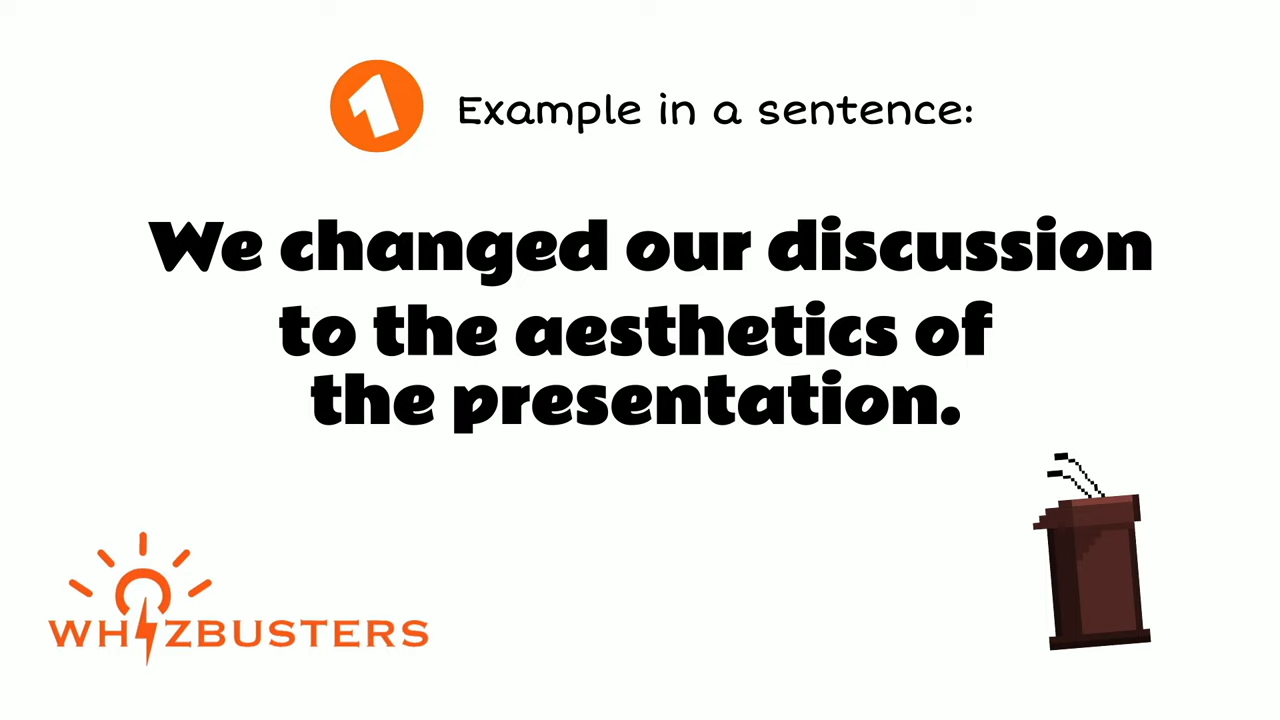 1 Example in a sentence:
We changed our discussion
to the aesthetics of
the presentation.
WHIZBUSTERS